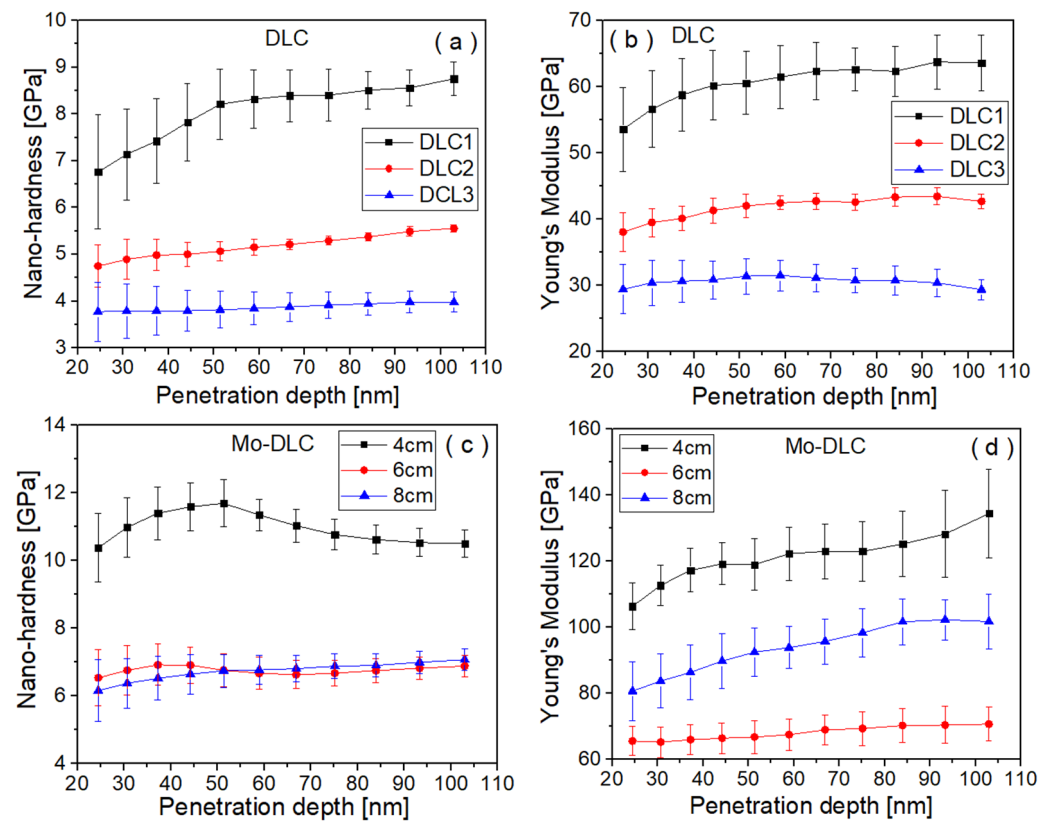 DLC
( a )
10
9
8
7
6
5
4
3
Nano-hardness [GPa]
DLC1
DLC2
DCL3
20 30 40 50 60 70 80 90 100 110
Penetration depth [nm]
( b )
DLC
70
60
50
40
30
20
Young's Modulus [GPa]
DLC1
DLC2
DLC3
20 30 40 50 60 70 80 90 100 110
Penetration depth [nm]
Mo-DLC
( c )
14
12
10
8
6
4
Nano-hardness [GPa]
4cm
6cm
8cm
20 30 40 50 60 70 80 90 100 110
Penetration depth [nm]
Mo-DLC
( d )
160
140
120
100
80
60
Young's Modulus [GPa]
4cm
6cm
8cm
20 30 40 50 60 70 80 90 100 110
Penetration depth [nm]